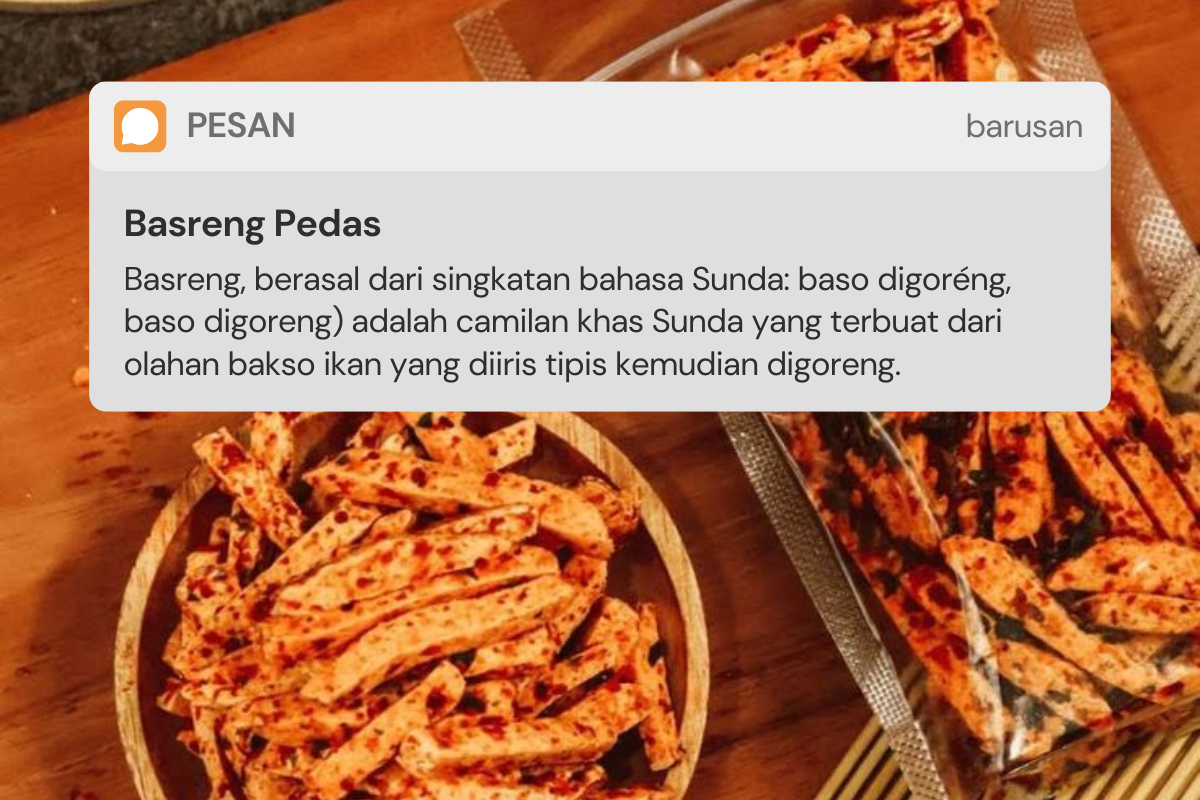 PESAN
barusan
Basreng Pedas
Basreng, berasal dari singkatan bahasa Sunda: baso digoréng,
baso digoreng) adalah camilan khas Sunda yang terbuat dari
olahan bakso ikan yang diiris tipis kemudian digoreng.